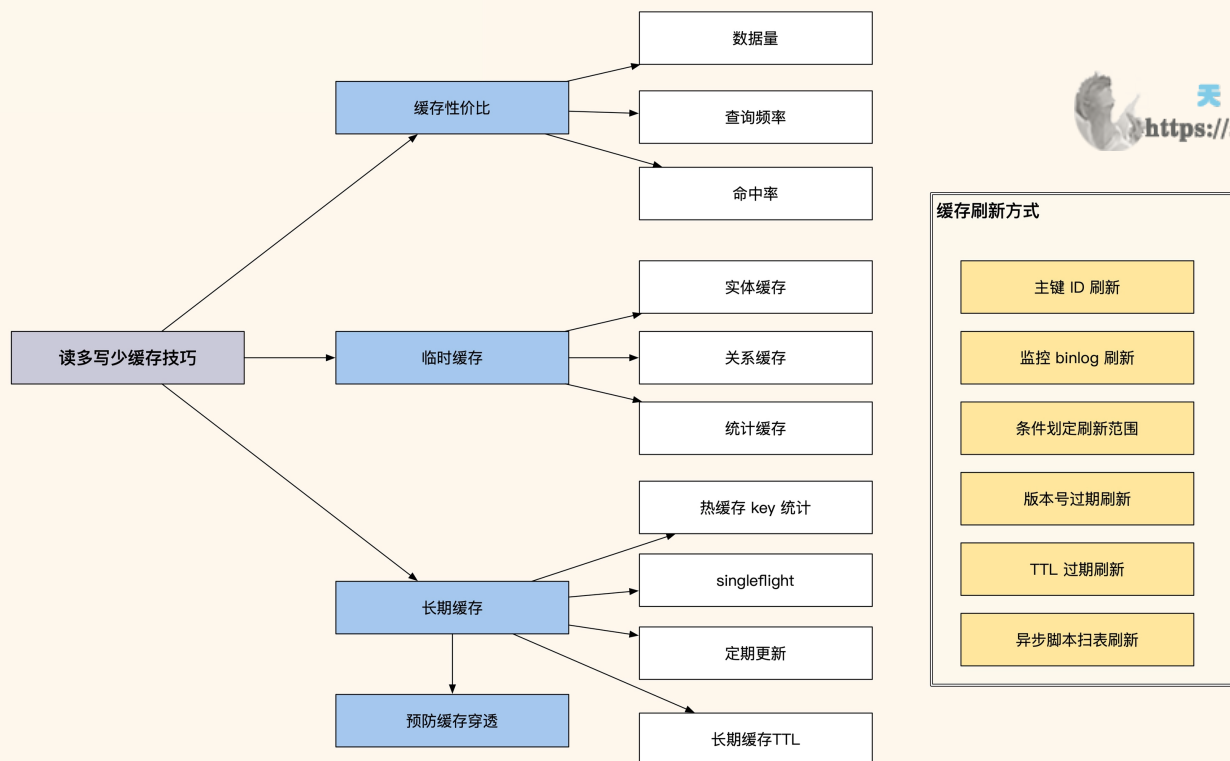 数据量
缓存性价比
查询频率
命中率
天
https://
缓存刷新方式
实体缓存
主键 ID 刷新
读多写少缓存技巧
临时缓存
关系缓存
监控 binlog 刷新
统计缓存
条件划定刷新范围
热缓存 key 统计
版本号过期刷新
singleflight
TTL 过期刷新
长期缓存
定期更新
异步脚本扫表刷新
预防缓存穿透
长期缓存TTL